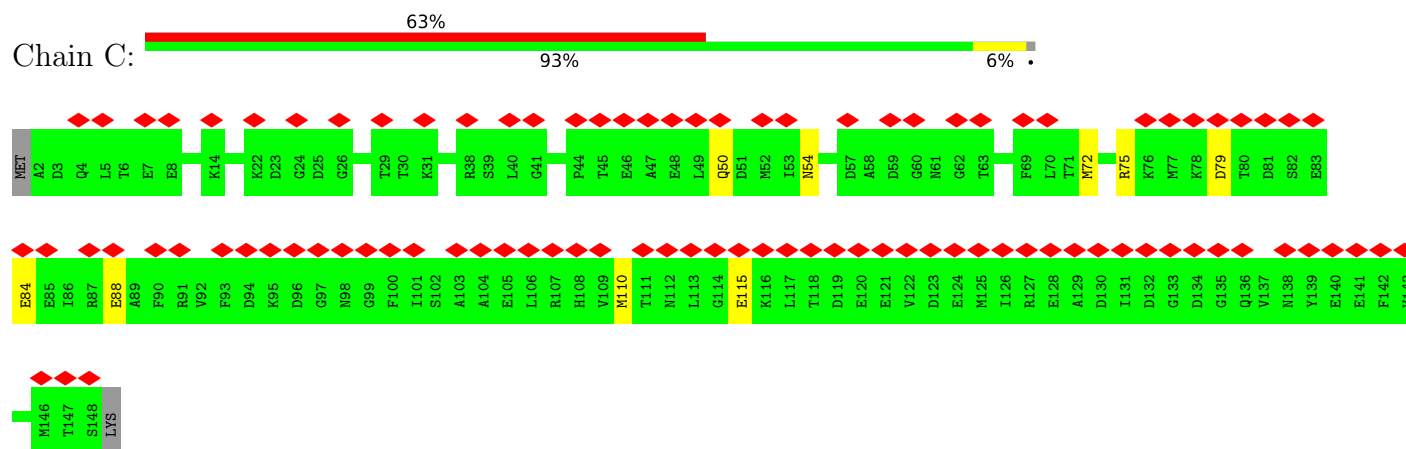 63%
Chain C:
93% 6% •
MET A2 D3 Q4 L5 T6 E7 E8 K14 K22 D23 G24 D25 G26 T29 T30 K31 R38 S39 L40 G41 P44 T45 E46 A47 E48 L49 Q50 D51 M52 I53 N54 D57 A58 D59 G60 N61 G62 T63 F69 L70 T71 M72 R75 K76 M77 K78 D79 T80 D81 S82 E83
E84 E85 I86 R87 E88 A89 F90 R91 V92 F93 D94 K95 D96 G97 N98 G99 F100 I101 S102 A103 A104 E105 L106 R107 H108 V109 M110 T111 N112 L113 G114 E115 K116 L117 T118 D119 E120 E121 V122 D123 E124 M125 I126 R127 E128 A129 D130 I131 D132 G133 D134 G135 Q136 V137 N138 Y139 E140 E141 F142
M146 T147 S148 LYS